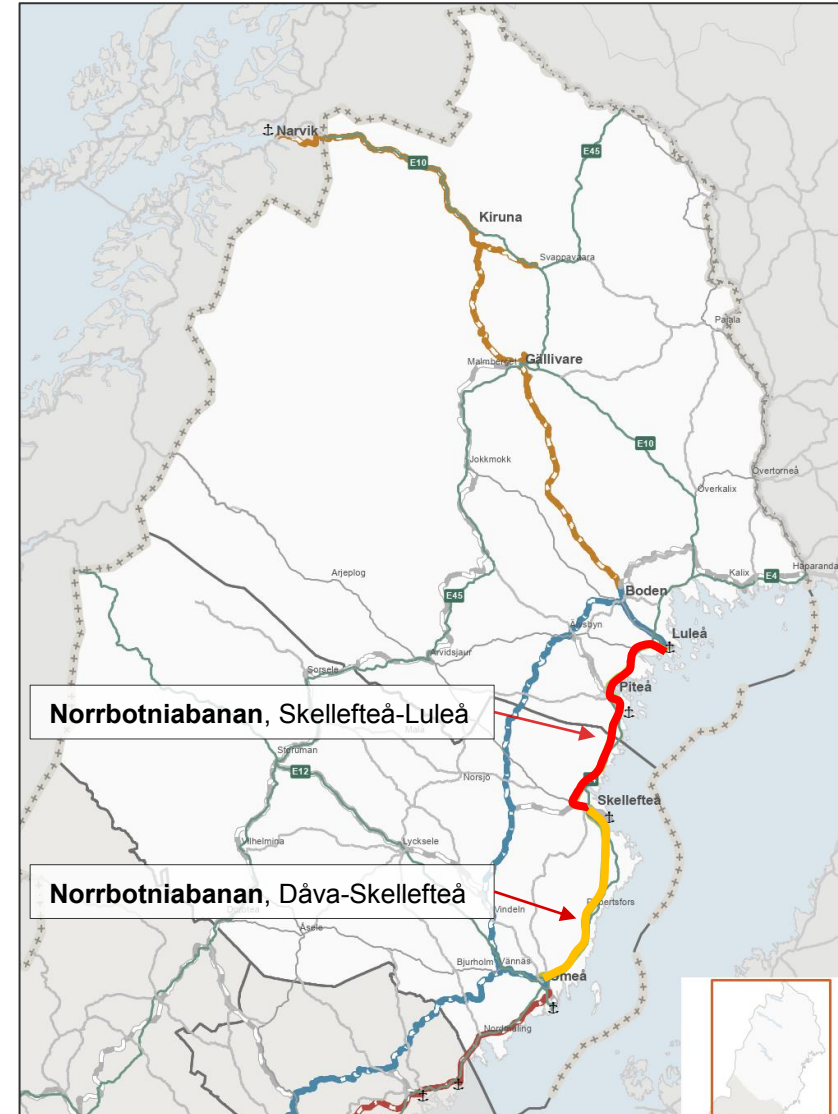 Narvik
E10
E45
Kiruna
Svappavaara
Pajala
Malmberget
Gällivare
E10
Jokkmokk
Övertorneå
Överkalix
Arjeplog
Kalix
E4
Haparanda
Boden
E45
Älvsbyn
Luleå
Arvidsjaur
Sorsele
Piteå
Norrbotniabanan, Skellefteå-Luleå
Malå
Storuman
E12
Norsjö
Skellefteå
Vilhelmina
Lycksele
Norrbotniabanan, Dåva-Skellefteå
Vindeln
Åsele
Bjurholm
Vännäs
Umeå
Nordmaling